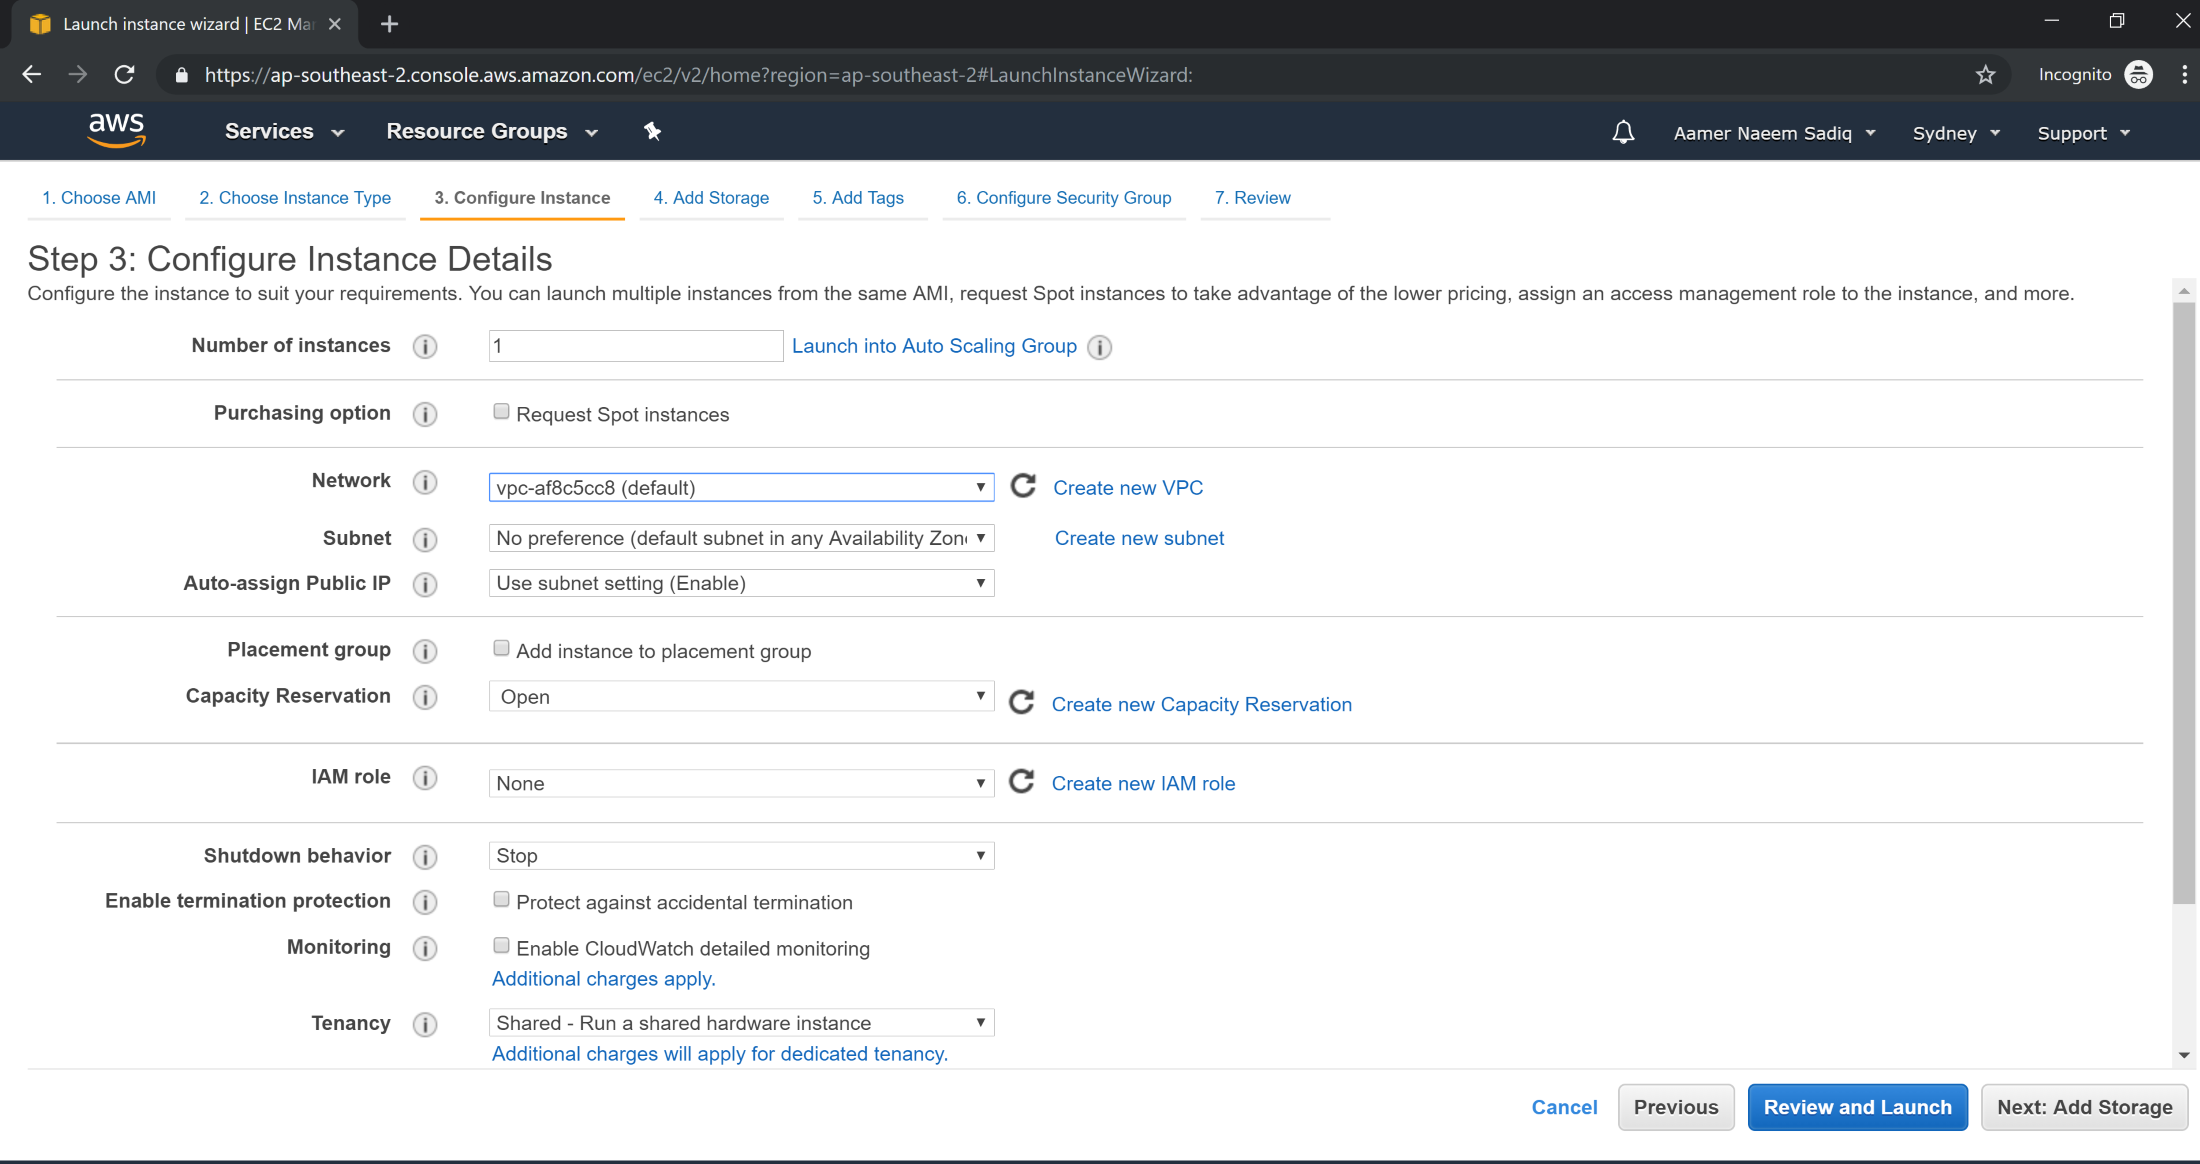 Launch instance wizard | EC2 Ma
https://ap-southeast-2.console.aws.amazon.com/ec2/v2/home?region=ap-southeast-2#LaunchInstanceWizard:
Incognito
aws
Services
Resource Groups
Aamer Naeem Sadiq
Sydney
Support
1. Choose AMI
2. Choose Instance Type
3. Configure Instance
4. Add Storage
5. Add Tags
6. Configure Security Group
7. Review
Step 3: Configure Instance Details
Configure the instance to suit your requirements. You can launch multiple instances from the same AMI, request Spot instances to take advantage of the lower pricing, assign an access management role to the instance, and more.
Number of instances
1
Launch into Auto Scaling Group
Purchasing option
Request Spot instances
Network
vpc-af8c5cc8 (default)
Create new VPC
Subnet
No preference (default subnet in any Availability Zon
Create new subnet
Auto-assign Public IP
Use subnet setting (Enable)
Placement group
Add instance to placement group
Capacity Reservation
Open
Create new Capacity Reservation
IAM role
None
Create new IAM role
Shutdown behavior
Stop
Enable termination protection
Protect against accidental termination
Monitoring
Enable CloudWatch detailed monitoring
Additional charges apply.
Tenancy
Shared - Run a shared hardware instance
Additional charges will apply for dedicated tenancy.
Cancel
Previous
Review and Launch
Next: Add Storage